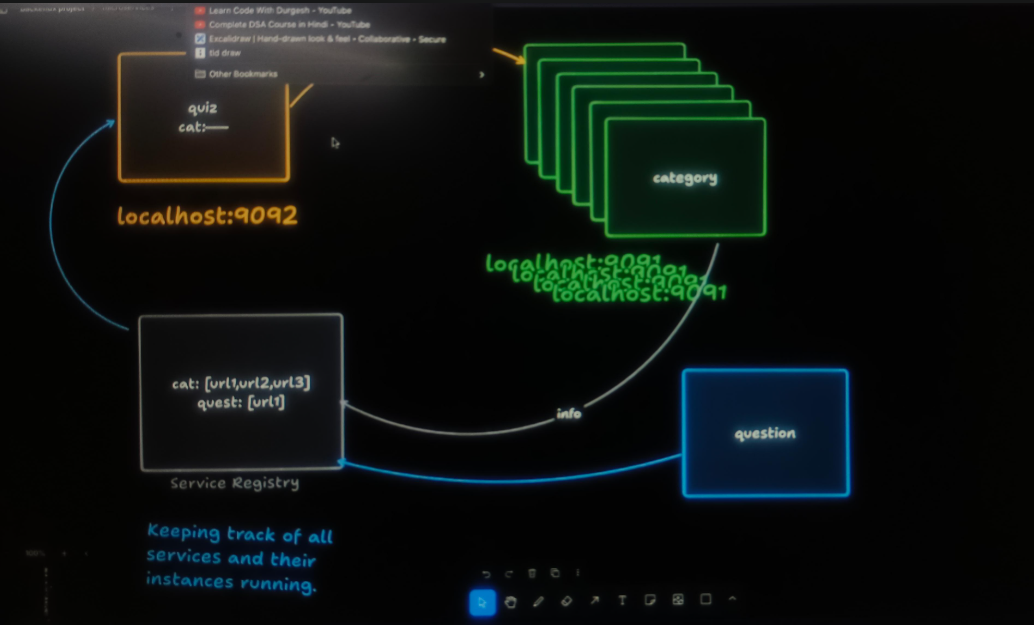 Learn Code With Durgesh - YouTube
Complete DSA Course in Hindi - YouTube
Excalidraw | Hand-drawn look & feel • Collaborative • Secure
tld draw
Other Bookmarks
quiz
cat:
localhost:9092
category
localhost:9091
localhost:9091
localhost:9091
localhost:9091
cat: [url1,url2,url3]
quest: [url1]
info
question
Service Registry
Keeping track of all
services and their
instances running.